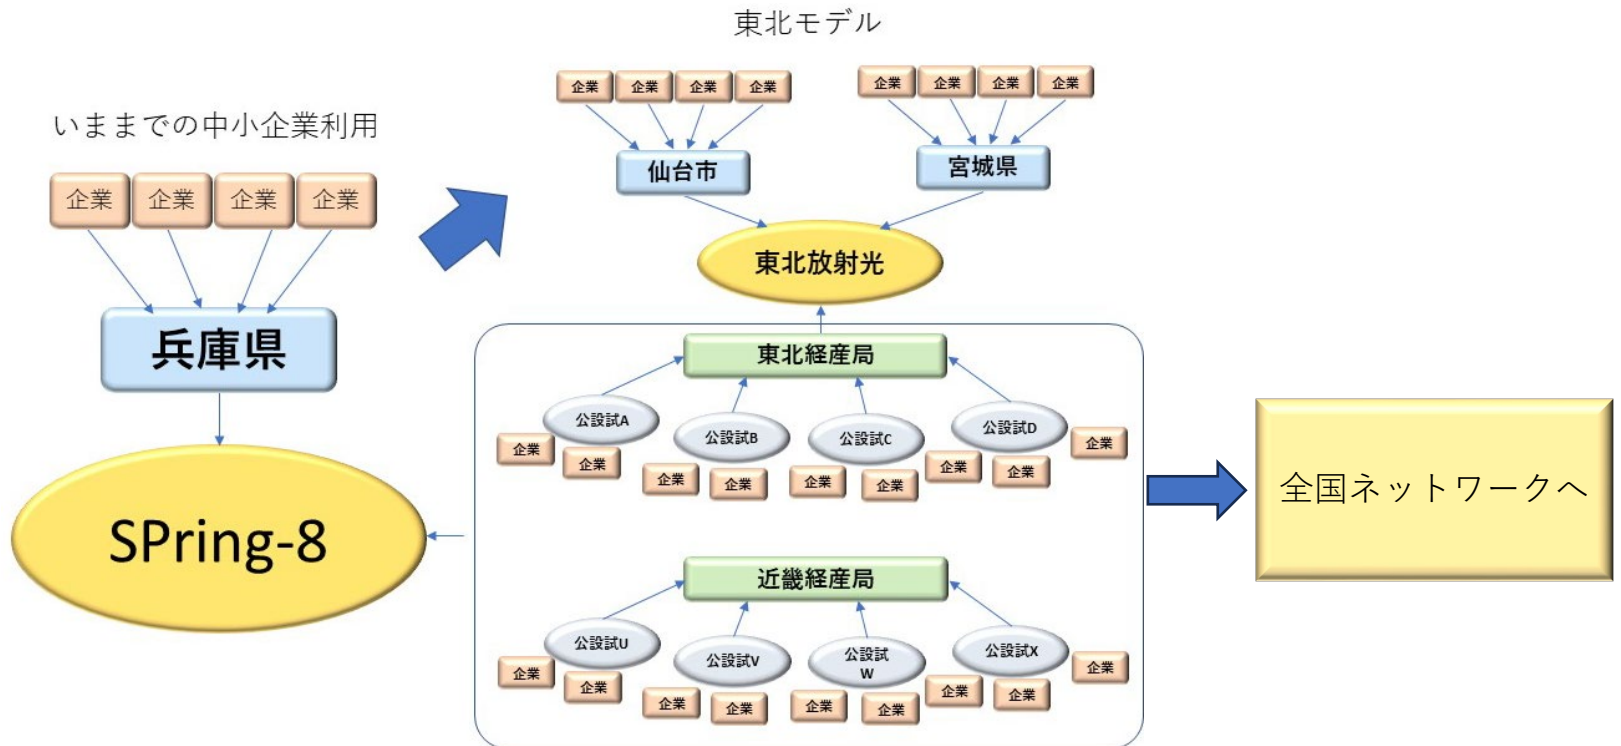 東北モデル
企業 企業 企業 企業
企業 企業 企業 企業
仙台市
宮城県
東北放射光
いままでの中小企業利用
企業 企業 企業 企業
兵庫県
SPring-8
東北経産局
公設試A
公設試B
公設試C
公設試D
企業
企業
企業
企業
企業
企業
企業
企業
企業
近畿経産局
公設試U
公設試V
公設試
W
公設試X
企業
企業
企業
企業
企業
企業
企業
企業
企業
全国ネットワークへ